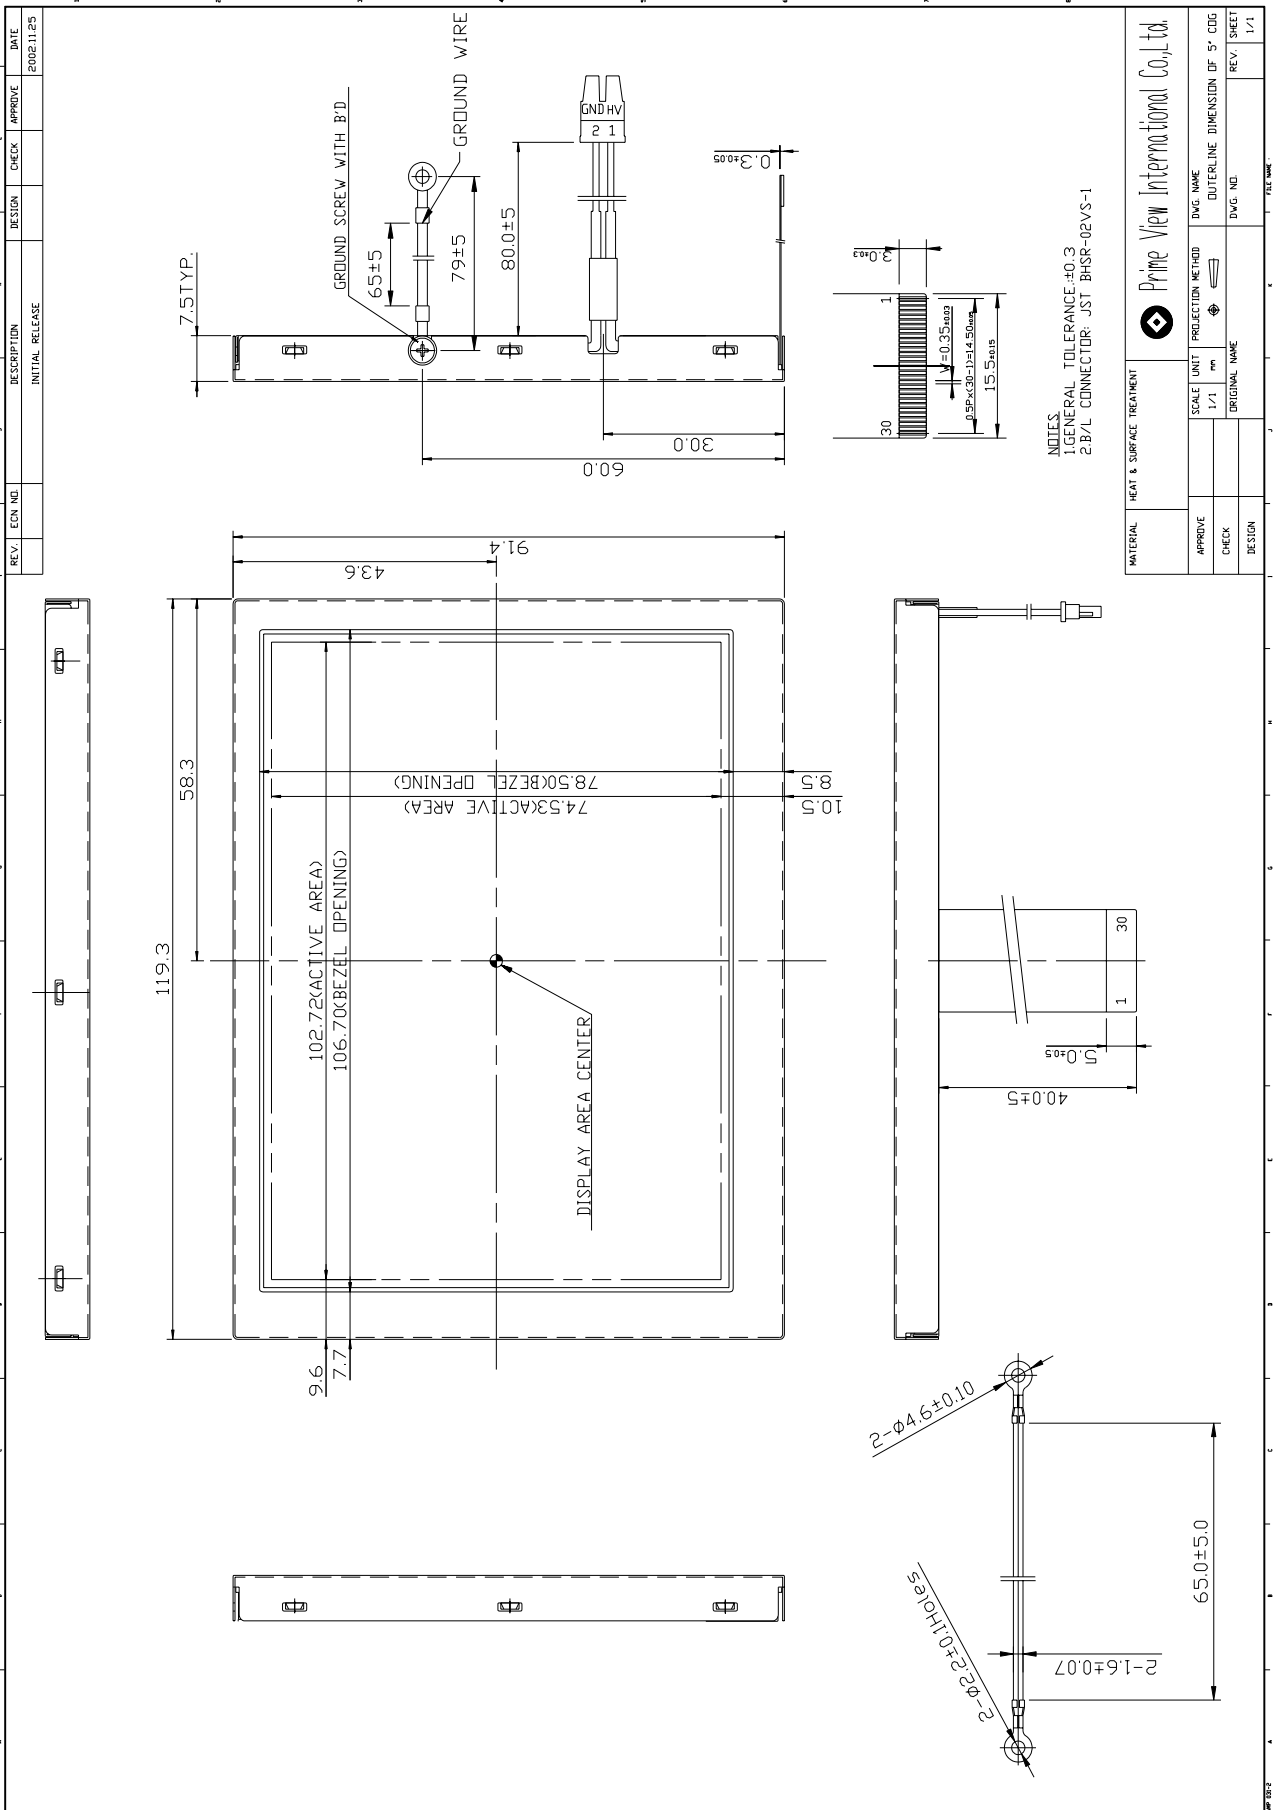 REV.
ECN NO.
DESCRIPTION
DESIGN
CHECK
APPROVE
DATE
INITIAL RELEASE
2002.11.25
119.3
58.3
9.6
7.7
102.72(ACTIVE AREA)
106.70(BEZEL OPENING)
74.53(ACTIVE AREA)
78.50(BEZEL OPENING)
10.5
8.5
43.6
91.4
DISPLAY AREA CENTER
7.5TYP.
GROUND SCREW WITH B'D
GROUND WIRE
65±5
79±5
80.0±5
GND HV
2 1
0.3±0.05
60.0
30.0
3.0±0.3
30
1
W=0.35±0.03
0.5Px(30-1)=14.50±0.05
15.5±0.15
5.0±0.5
40.0±5
1
30
2-Ø4.6±0.10
2-Ø2.2±0.1Holes
2-1.6±0.07
65.0±5.0
NOTES
1.GENERAL TOLERANCE:±0.3
2.B/L CONNECTOR: JST BHSR-02VS-1
MATERIAL
HEAT & SURFACE TREATMENT
Prime View International Co.,Ltd.
APPROVE
CHECK
DESIGN
SCALE
1/1
UNIT
mm
PROJECTION METHOD
DWG. NAME
OUTERLINE DIMENSION OF 5" COG
ORIGINAL NAME
DWG. NO.
REV.
SHEET
1/1
FILE NAME :